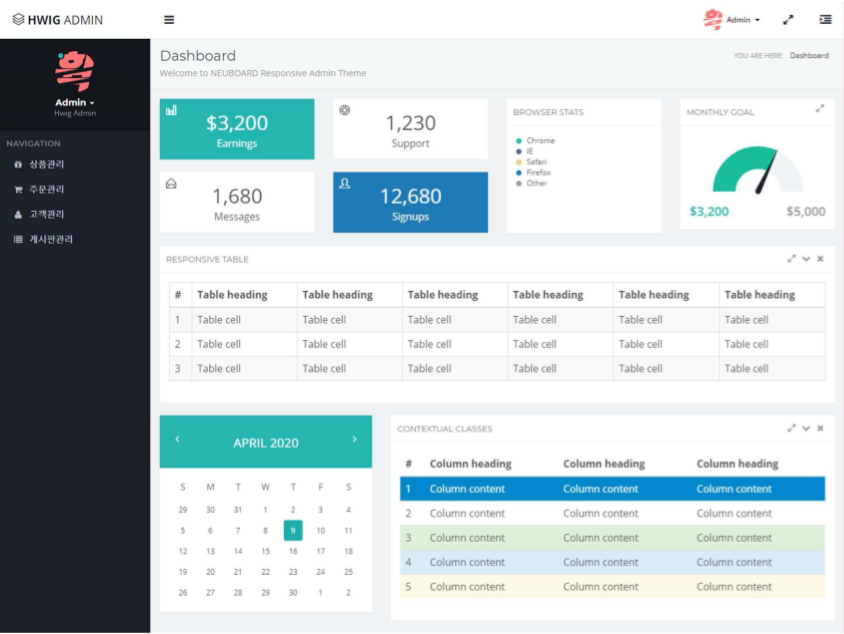 HWIG ADMIN
Admin
Admin
Hwig Admin
NAVIGATION
상품관리
주문관리
고객관리
게시판관리
Dashboard
Welcome to NEUBOARD Responsive Admin Theme
YOU ARE HERE: Dashboard
$3,200
Earnings
1,230
Support
1,680
Messages
12,680
Signups
BROWSER STATS
Chrome
IE
Safari
Firefox
Other
MONTHLY GOAL
$3,200 $5,000
RESPONSIVE TABLE
# Table heading Table heading Table heading Table heading Table heading Table heading
1 Table cell Table cell Table cell Table cell Table cell Table cell
2 Table cell Table cell Table cell Table cell Table cell Table cell
3 Table cell Table cell Table cell Table cell Table cell Table cell
APRIL 2020
S M T W T F S
29 30 31 1 2 3 4
5 6 7 8 9 10 11
12 13 14 15 16 17 18
19 20 21 22 23 24 25
26 27 28 29 30 1 2
CONTEXTUAL CLASSES
# Column heading Column heading Column heading
1 Column content Column content Column content
2 Column content Column content Column content
3 Column content Column content Column content
4 Column content Column content Column content
5 Column content Column content Column content